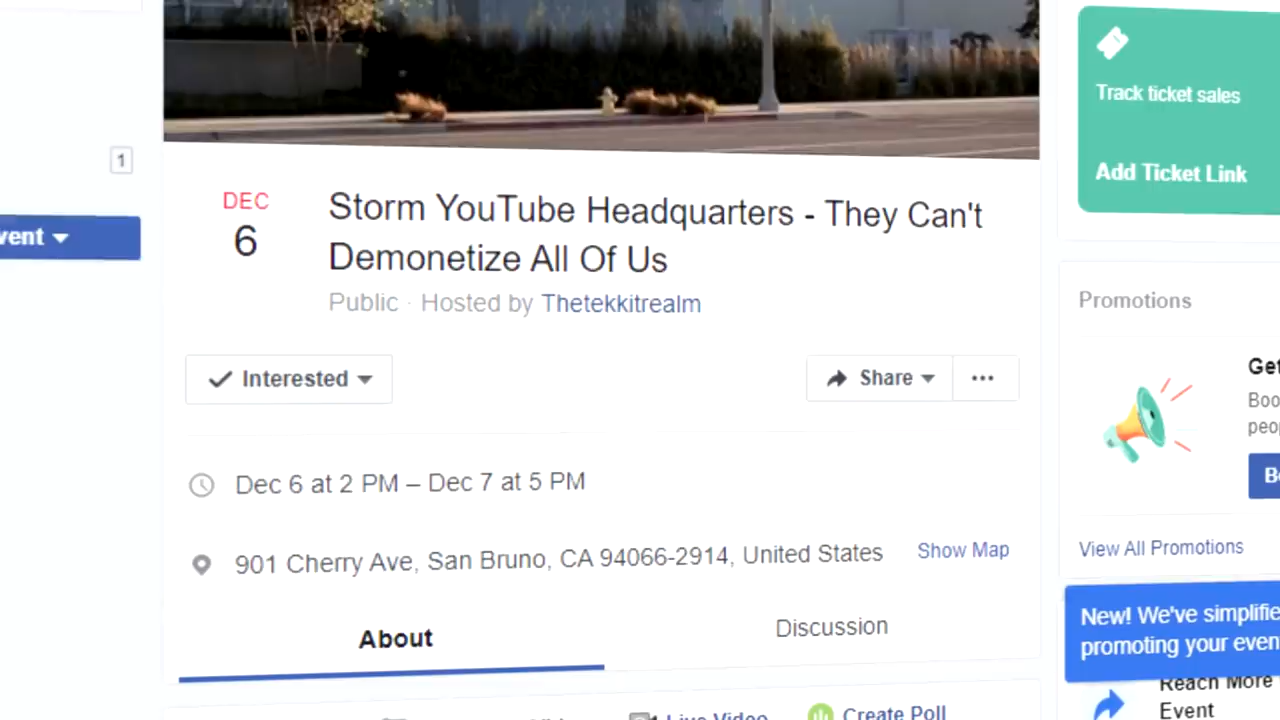 1
vent
DEC
6
Storm YouTube Headquarters - They Can't
Demonetize All Of Us
Public · Hosted by Thetekkitrealm
Interested
Share
Dec 6 at 2 PM – Dec 7 at 5 PM
901 Cherry Ave, San Bruno, CA 94066-2914, United States
Show Map
About
Discussion
Live Video
Create Poll
Track ticket sales
Add Ticket Link
Promotions
Get
Boo
peop
B
View All Promotions
New! We've simplifie
promoting your even
Reach More
Event